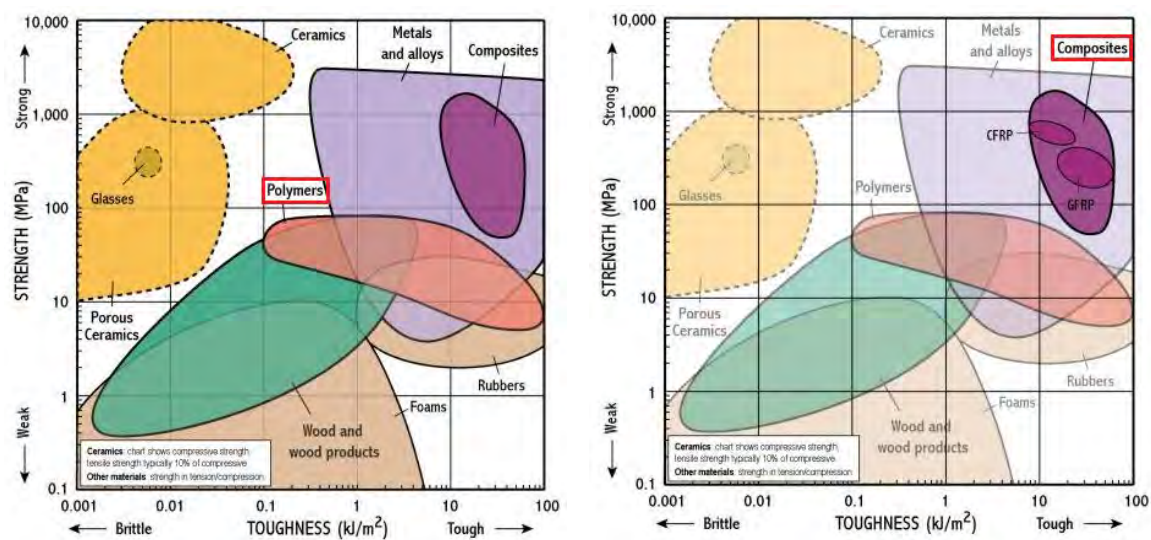 10,000
1,000
100
10
1
0.1
STRENGTH (MPa)
Strong
Weak
Ceramics
Metals
and alloys
Composites
Glasses
Polymers
Porous
Ceramics
Rubbers
Foams
Wood and
wood products
Ceramics: chart shows compressive strength,
tensile strength typically 10% of compressive.
Other materials: strength in tension/compression
0.001
0.01
0.1
1
10
100
Brittle
TOUGHNESS (kJ/m²)
Tough
10,000
1,000
100
10
1
0.1
STRENGTH (MPa)
Strong
Weak
Ceramics
Metals
and alloys
Composites
CFRP
GFRP
Glasses
Polymers
Porous
Ceramics
Rubbers
Foams
Wood and
wood products
Ceramics: chart shows compressive strength,
tensile strength typically 10% of compressive.
Other materials: strength in tension/compression
0.001
0.01
0.1
1
10
100
Brittle
TOUGHNESS (kJ/m²)
Tough